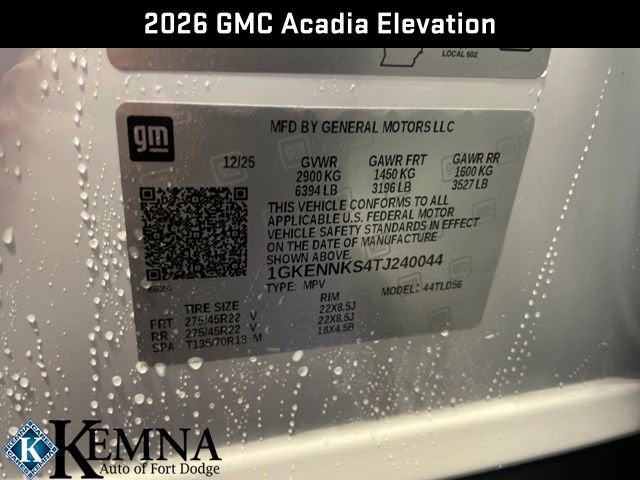 2026 GMC Acadia Elevation
LOCAL 602
gm
MFD BY GENERAL MOTORS LLC
12/25 GVWR GAWR FRT GAWR RR
2900 KG 1450 KG 1600 KG
6394 LB 3196 LB 3527 LB
THIS VEHICLE CONFORMS TO ALL
APPLICABLE U.S. FEDERAL MOTOR
VEHICLE SAFETY STANDARDS IN EFFECT
ON THE DATE OF MANUFACTURE
SHOWN ABOVE.
1GKENNKS4TJ240044
TYPE: MPV MODEL: 44TLD56
TIRE SIZE RIM
FRT 275/45R22 V 22X8.5J
RR 275/45R22 V 22X8.5J
SPA T135/70R18 M 18X4.5B
K KEMNA
Auto of Fort Dodge